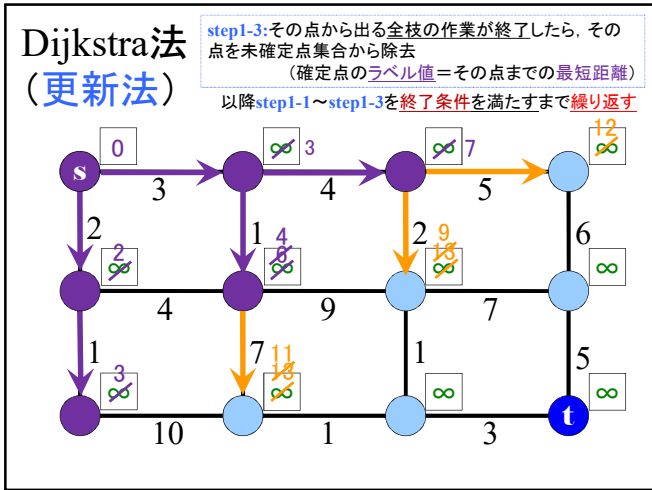 Dijkstra法
(更新法)
step1-3:その点から出る全枝の作業が終了したら，その
点を未確定点集合から除去
(確定点のラベル値＝その点までの最短距離)
以降step1-1～step1-3を終了条件を満たすまで繰り返す
s 0 ∞ 3 ∞ 7 ∞ 12
3 4 5
2 1 2 6
∞ 2 ∞ 6 4 ∞ 13 9 ∞
4 9 7
1 7 1 5
∞ 3 ∞ 13 11 ∞ t ∞
10 1 3